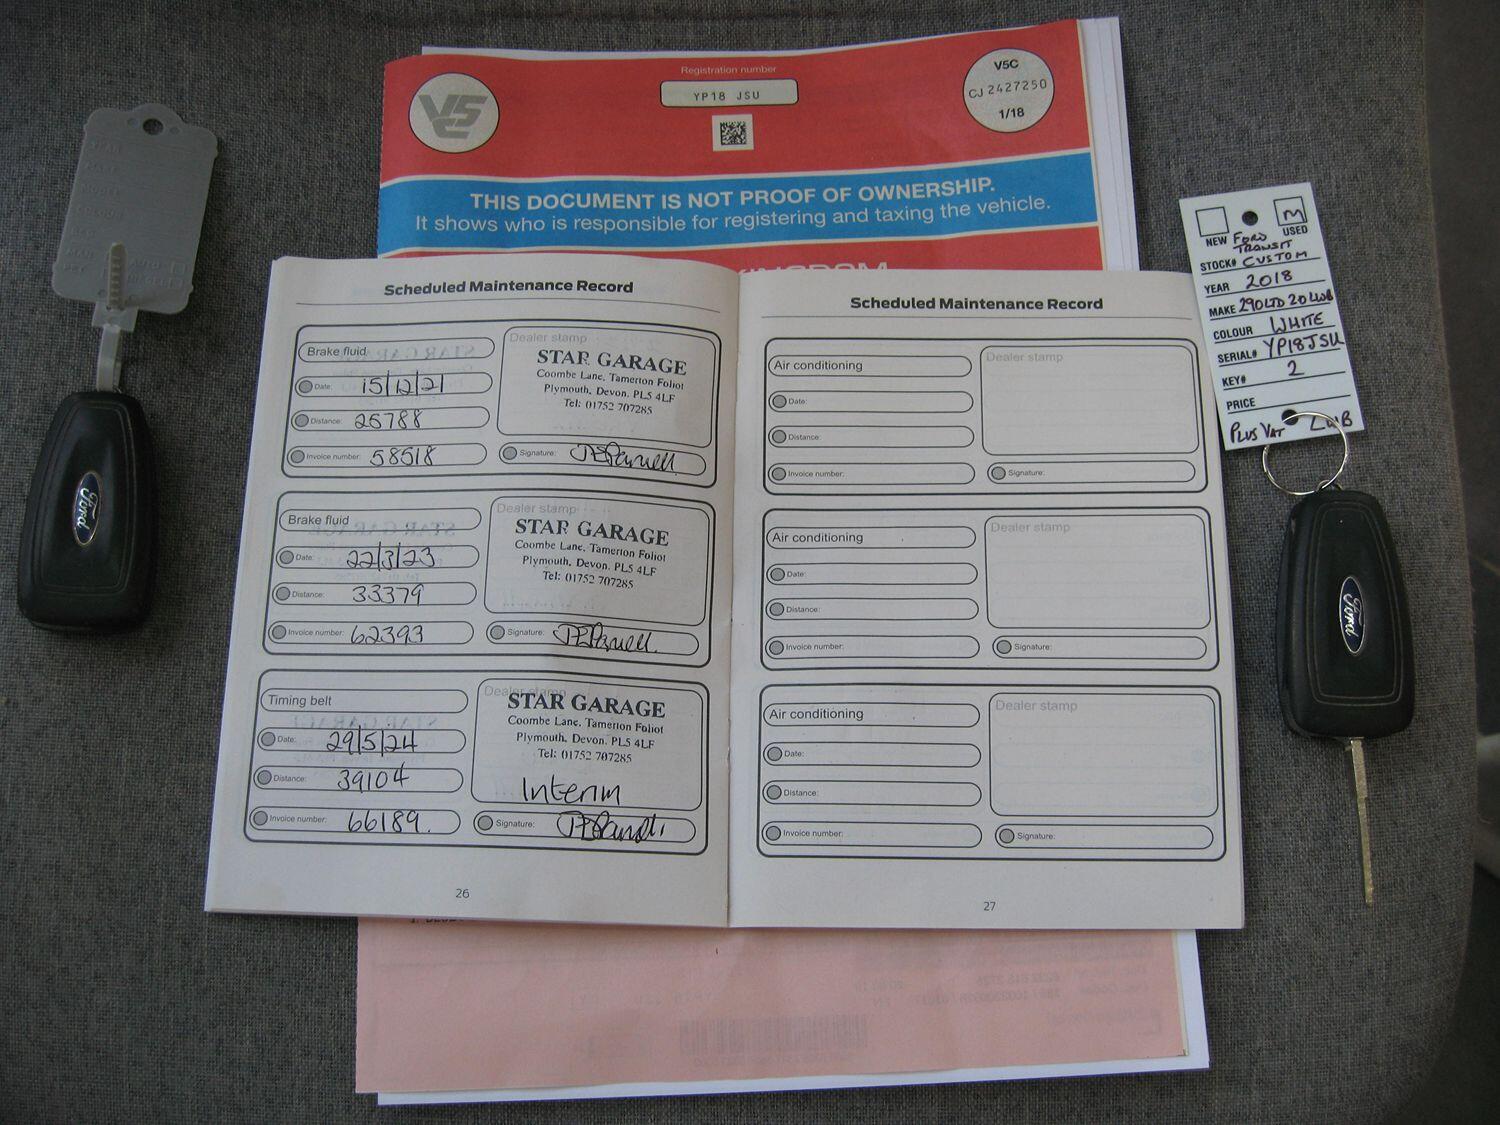 Registration number
YP18 JSU
V5C
V5C
CJ 2427250
1/18
THIS DOCUMENT IS NOT PROOF OF OWNERSHIP.
It shows who is responsible for registering and taxing the vehicle.
Scheduled Maintenance Record
Brake fluid
Date: 15/12/21
Distance: 26788
Invoice number: 58518
Dealer stamp
STAR GARAGE
Coombe Lane, Tamerton Foliot
Plymouth, Devon. PL5 4LF
Tel: 01752 707285
Signature:
Brake fluid
Date: 22/3/23
Distance: 33379
Invoice number: 62393
Dealer stamp
STAR GARAGE
Coombe Lane, Tamerton Foliot
Plymouth, Devon. PL5 4LF
Tel: 01752 707285
Signature:
Timing belt
Date: 29/5/24
Distance: 39104
Invoice number: 66189.
Dealer stamp
STAR GARAGE
Coombe Lane, Tamerton Foliot
Plymouth, Devon. PL5 4LF
Tel: 01752 707285
Interim
Signature:
26
Scheduled Maintenance Record
Air conditioning
Date:
Distance:
Invoice number:
Dealer stamp
Signature:
Air conditioning
Date:
Distance:
Invoice number:
Dealer stamp
Signature:
Air conditioning
Date:
Distance:
Invoice number:
Dealer stamp
Signature:
27
NEW USED
FORD
TRANSIT
STOCK# CUSTOM
YEAR 2018
MAKE 290LTD 20 LWB
COLOUR WHITE
SERIAL# YP18JSU
KEY# 2
PRICE
PLUS VAT LWB
Ford
Ford